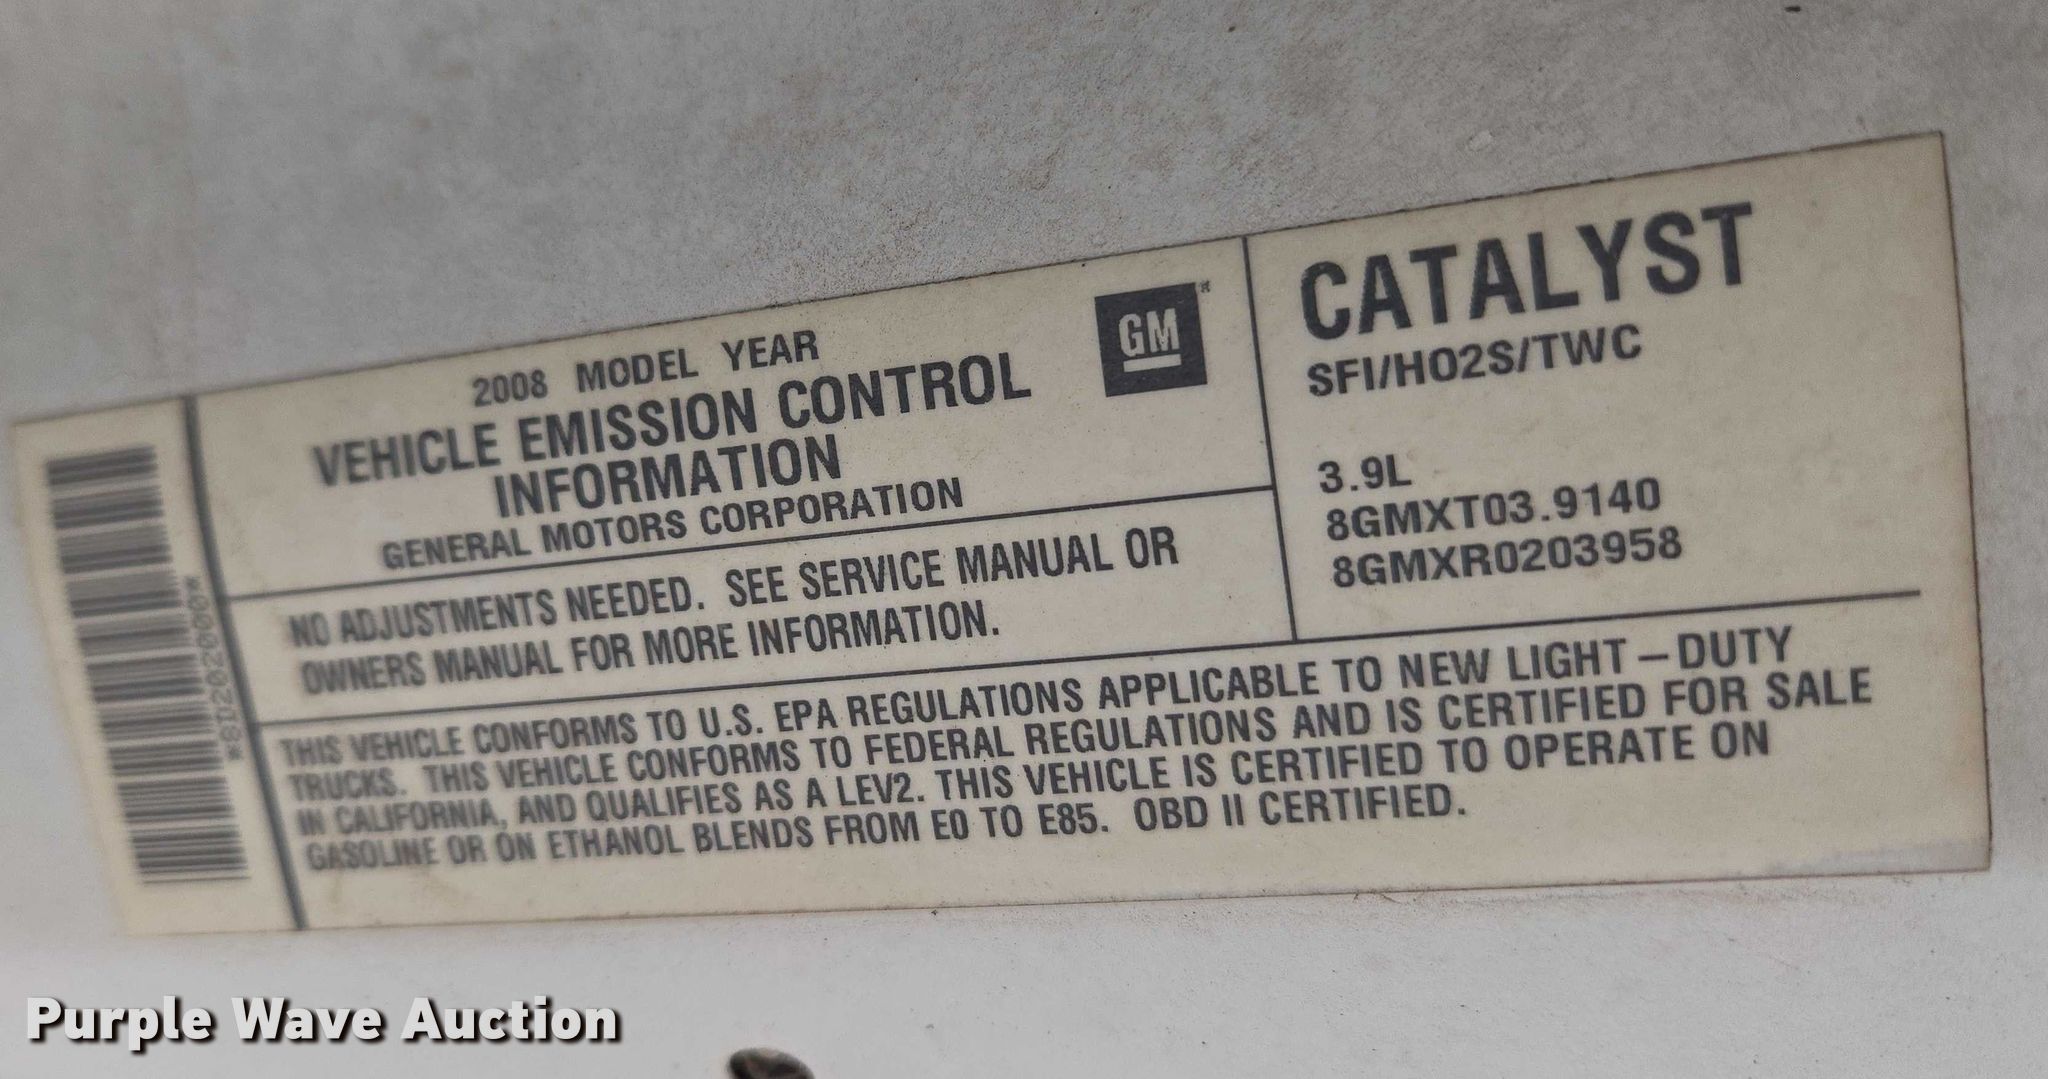 2008 MODEL YEAR
VEHICLE EMISSION CONTROL
INFORMATION
GENERAL MOTORS CORPORATION
GM
NO ADJUSTMENTS NEEDED. SEE SERVICE MANUAL OR
OWNERS MANUAL FOR MORE INFORMATION.
CATALYST
SFI/HO2S/TWC
3.9L
8GMXT03.9140
8GMXR0203958
THIS VEHICLE CONFORMS TO U.S. EPA REGULATIONS APPLICABLE TO NEW LIGHT-DUTY
TRUCKS. THIS VEHICLE CONFORMS TO FEDERAL REGULATIONS AND IS CERTIFIED FOR SALE
IN CALIFORNIA, AND QUALIFIES AS A LEV2. THIS VEHICLE IS CERTIFIED TO OPERATE ON
GASOLINE OR ON ETHANOL BLENDS FROM E0 TO E85. OBD II CERTIFIED.
Purple Wave Auction